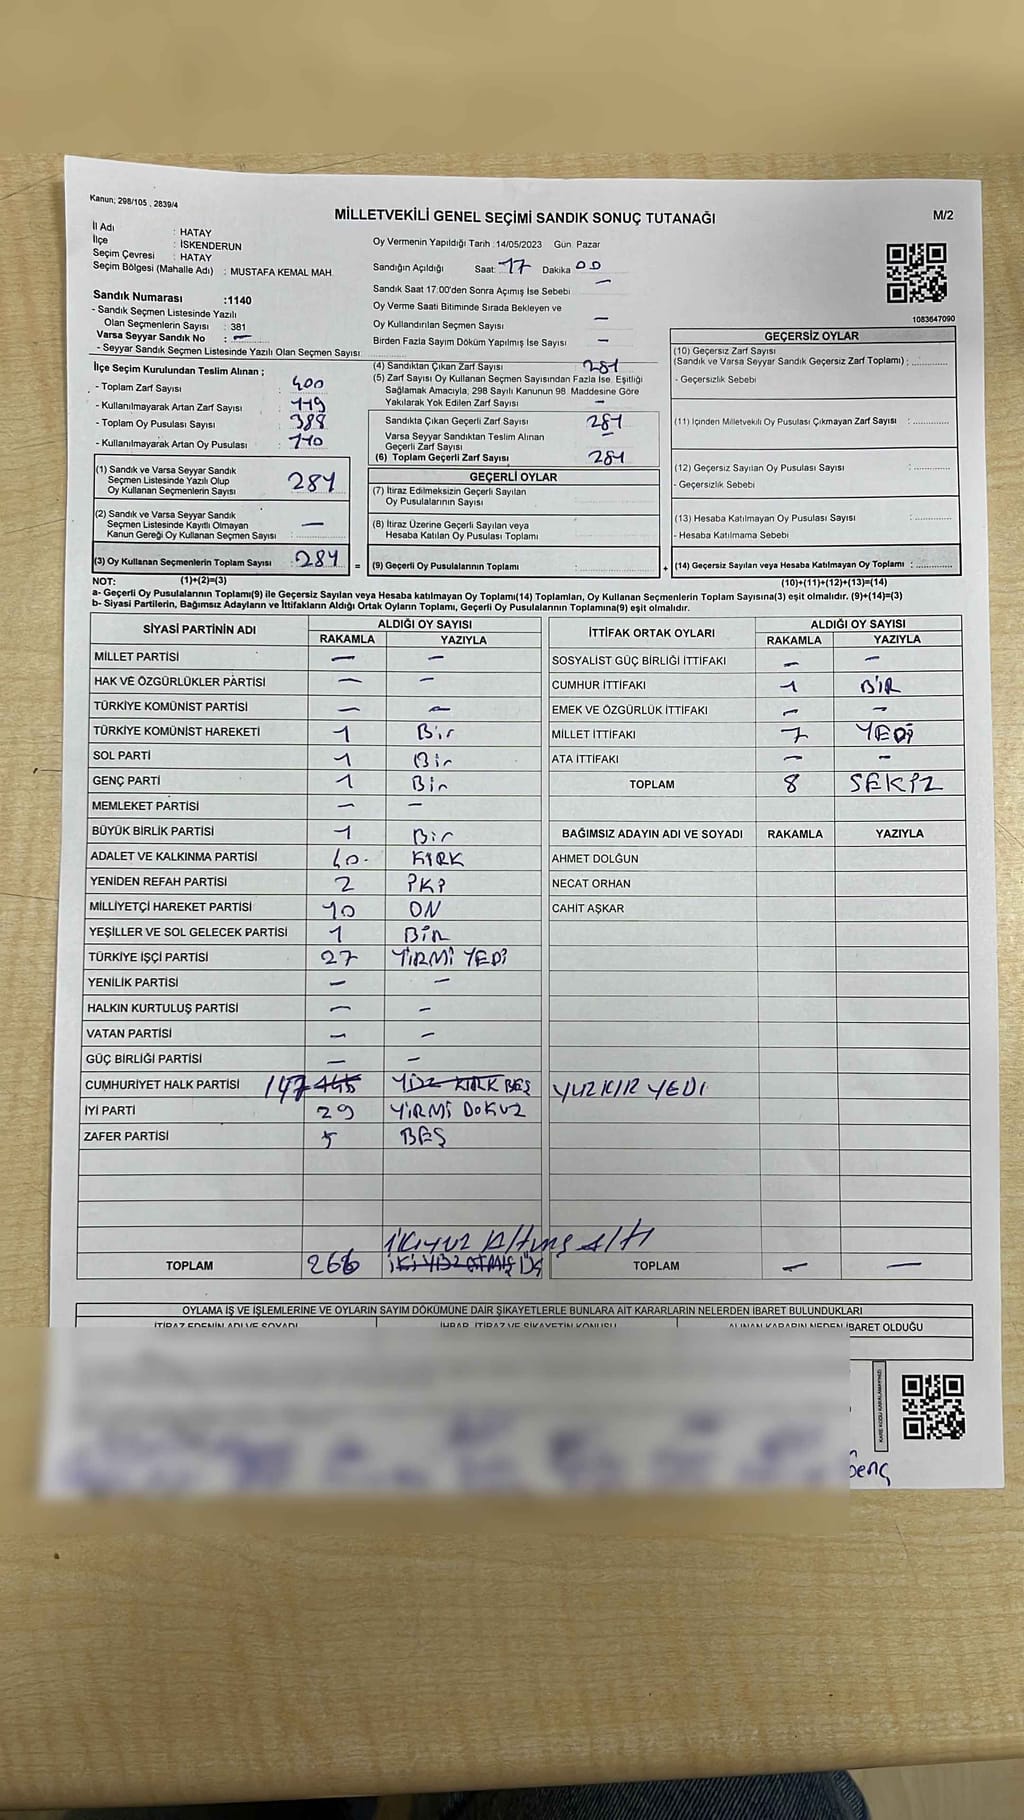 Kanun; 298/105 , 2839/4
MİLLETVEKİLİ GENEL SEÇİMİ SANDIK SONUÇ TUTANAĞI
M/2
İl Adı : HATAY
İlçe : İSKENDERUN
Seçim Çevresi : HATAY
Seçim Bölgesi (Mahalle Adı) : MUSTAFA KEMAL MAH.
Sandık Numarası :1140
- Sandık Seçmen Listesinde Yazılı
Olan Seçmenlerin Sayısı : 381
Varsa Seyyar Sandık No : —
- Seyyar Sandık Seçmen Listesinde Yazılı Olan Seçmen Sayısı:
Oy Vermenin Yapıldığı Tarih :14/05/2023 Gün: Pazar
Sandığın Açıldığı Saat: 17 Dakika 00
Sandık Saat 17:00'den Sonra Açımış İse Sebebi —
Oy Verme Saati Bitiminde Sırada Bekleyen ve
Oy Kullandırılan Seçmen Sayısı —
Birden Fazla Sayım Döküm Yapılmış İse Sayısı —
1083647090
İlçe Seçim Kurulundan Teslim Alınan ;
- Toplam Zarf Sayısı : 400
- Kullanılmayarak Artan Zarf Sayısı : 119
- Toplam Oy Pusulası Sayısı : 388
- Kullanılmayarak Artan Oy Pusulası : 110
(1) Sandık ve Varsa Seyyar Sandık
Seçmen Listesinde Yazılı Olup
Oy Kullanan Seçmenlerin Sayısı 281
(2) Sandık ve Varsa Seyyar Sandık
Seçmen Listesinde Kayıtlı Olmayan
Kanun Gereği Oy Kullanan Seçmen Sayısı : —
(3) Oy Kullanan Seçmenlerin Toplam Sayısı : 281 =
(4) Sandıktan Çıkan Zarf Sayısı : 281
(5) Zarf Sayısı Oy Kullanan Seçmen Sayısından Fazla İse, Eşitliği
Sağlamak Amacıyla, 298 Sayılı Kanunun 98. Maddesine Göre
Yakılarak Yok Edilen Zarf Sayısı —
Sandıkta Çıkan Geçerli Zarf Sayısı 281
Varsa Seyyar Sandıktan Teslim Alınan
Geçerli Zarf Sayısı —
(6) Toplam Geçerli Zarf Sayısı 281
GEÇERLİ OYLAR
(7) İtiraz Edilmeksizin Geçerli Sayılan
Oy Pusulalarının Sayısı
(8) İtiraz Üzerine Geçerli Sayılan veya
Hesaba Katılan Oy Pusulası Toplamı
(9) Geçerli Oy Pusulalarının Toplamı : +
GEÇERSİZ OYLAR
(10) Geçersiz Zarf Sayısı
(Sandık ve Varsa Seyyar Sandık Geçersiz Zarf Toplamı) :
- Geçersizlik Sebebi
(11) İçinden Milletvekili Oy Pusulası Çıkmayan Zarf Sayısı :
(12) Geçersiz Sayılan Oy Pusulası Sayısı :
- Geçersizlik Sebebi
(13) Hesaba Katılmayan Oy Pusulası Sayısı :
- Hesaba Katılmama Sebebi
(14) Geçersiz Sayılan veya Hesaba Katılmayan Oy Toplamı :
NOT: (1)+(2)=(3) (10)+(11)+(12)+(13)=(14)
a- Geçerli Oy Pusulalarının Toplamı(9) ile Geçersiz Sayılan veya Hesaba katılmayan Oy Toplamı(14) Toplamları, Oy Kullanan Seçmenlerin Toplam Sayısına(3) eşit olmalıdır. (9)+(14)=(3)
b- Siyasi Partilerin, Bağımsız Adayların ve İttifakların Aldığı Ortak Oyların Toplamı, Geçerli Oy Pusulalarının Toplamına(9) eşit olmalıdır.
SİYASİ PARTİNİN ADI ALDIĞI OY SAYISI
RAKAMLA YAZIYLA
MİLLET PARTİSİ — —
HAK VE ÖZGÜRLÜKLER PARTİSİ — —
TÜRKİYE KOMÜNİST PARTİSİ — —
TÜRKİYE KOMÜNİST HAREKETİ 1 Bir
SOL PARTİ 1 Bir
GENÇ PARTİ 1 Bir
MEMLEKET PARTİSİ — —
BÜYÜK BİRLİK PARTİSİ 1 Bir
ADALET VE KALKINMA PARTİSİ 40 KIRK
YENİDEN REFAH PARTİSİ 2 İKİ
MİLLİYETÇİ HAREKET PARTİSİ 10 ON
YEŞİLLER VE SOL GELECEK PARTİSİ 1 BİR
TÜRKİYE İŞÇİ PARTİSİ 27 YİRMİ YEDİ
YENİLİK PARTİSİ — —
HALKIN KURTULUŞ PARTİSİ — —
VATAN PARTİSİ — —
GÜÇ BİRLİĞİ PARTİSİ — —
CUMHURİYET HALK PARTİSİ 147 145 YÜZ KIRK BEŞ YUZKIR YEDI
İYİ PARTİ 29 YİRMİ DOKUZ
ZAFER PARTİSİ 5 BEŞ
ikiyuz Altmış Altı
TOPLAM 266 İKİ YÜZ ATMIŞ ÜÇ
İTTİFAK ORTAK OYLARI ALDIĞI OY SAYISI
RAKAMLA YAZIYLA
SOSYALİST GÜÇ BİRLİĞİ İTTİFAKI — —
CUMHUR İTTİFAKI 1 BİR
EMEK VE ÖZGÜRLÜK İTTİFAKI — —
MİLLET İTTİFAKI 7 YEDİ
ATA İTTİFAKI — —
TOPLAM 8 SEKİZ
BAĞIMSIZ ADAYIN ADI VE SOYADI RAKAMLA YAZIYLA
AHMET DOLĞUN
NECAT ORHAN
CAHİT AŞKAR
TOPLAM — —
OYLAMA İŞ VE İŞLEMLERİNE VE OYLARIN SAYIM DÖKÜMÜNE DAİR ŞİKAYETLERLE BUNLARA AİT KARARLARIN NELERDEN İBARET BULUNDUKLARI
İTİRAZ EDENİN ADI VE SOYADI İHBAR, İTİRAZ VE ŞİKAYETİN KONUSU ALINAN KARARIN NEDEN İBARET OLDUĞU
KARE KODU KARALAMAYINIZ!
Genç